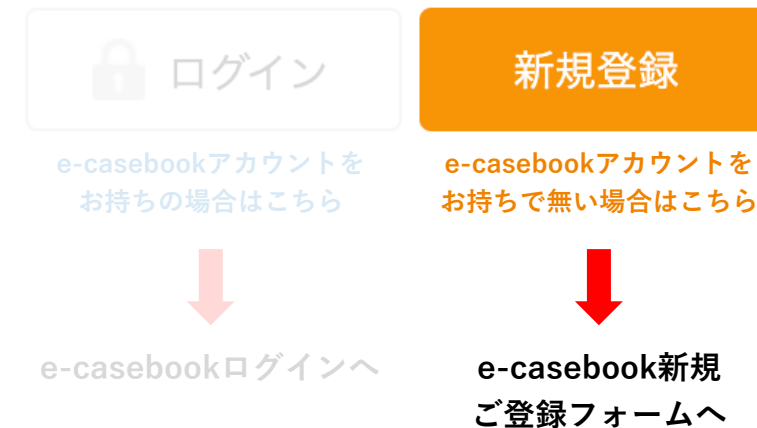 ログイン
e-casebookアカウントを
お持ちの場合はこちら
e-casebookログインへ
新規登録
e-casebookアカウントを
お持ちで無い場合はこちら
e-casebook新規
ご登録フォームへ